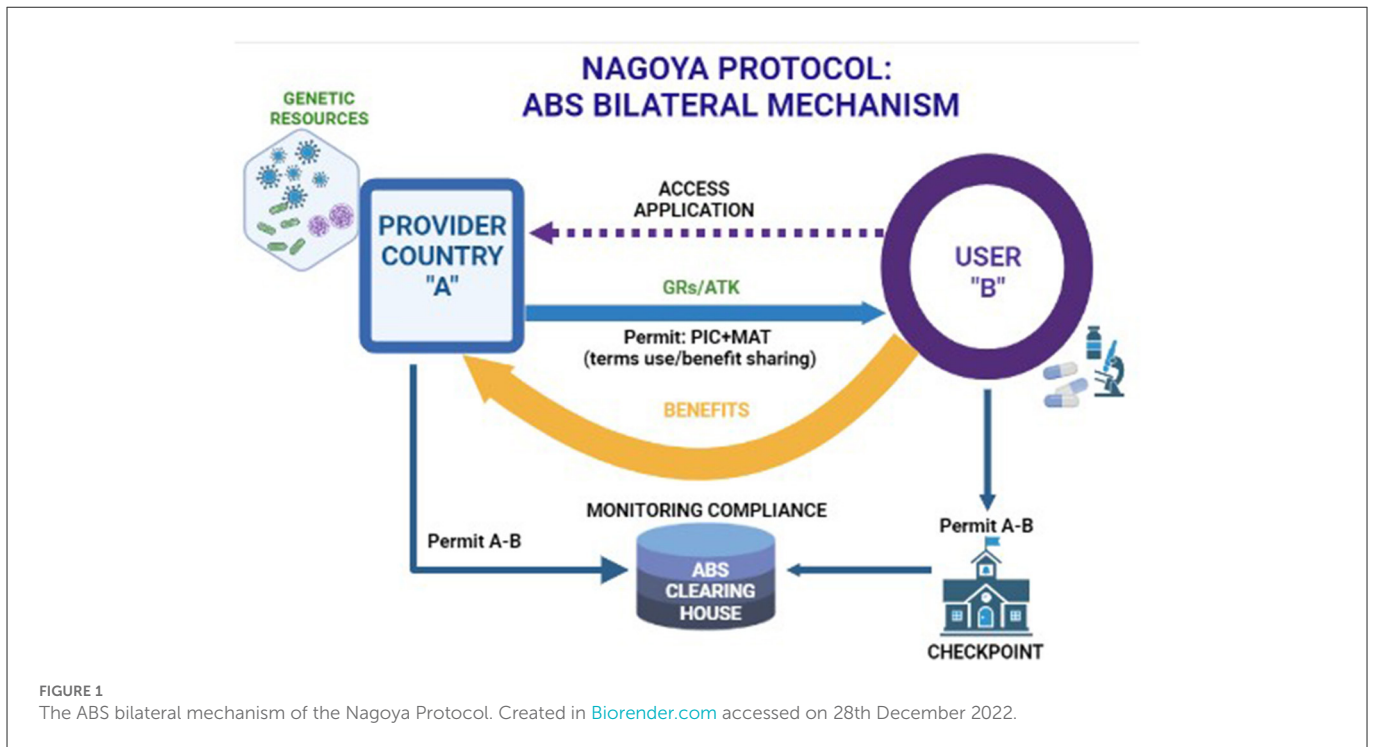 NAGOYA PROTOCOL:
ABS BILATERAL MECHANISM
GENETIC
RESOURCES
PROVIDER
COUNTRY
"A"
ACCESS
APPLICATION
USER
"B"
GRs/ATK
Permit: PIC+MAT
(terms use/benefit sharing)
BENEFITS
MONITORING COMPLIANCE
Permit A-B
Permit A-B
ABS
CLEARING
HOUSE
CHECKPOINT
FIGURE 1
The ABS bilateral mechanism of the Nagoya Protocol. Created in Biorender.com accessed on 28th December 2022.